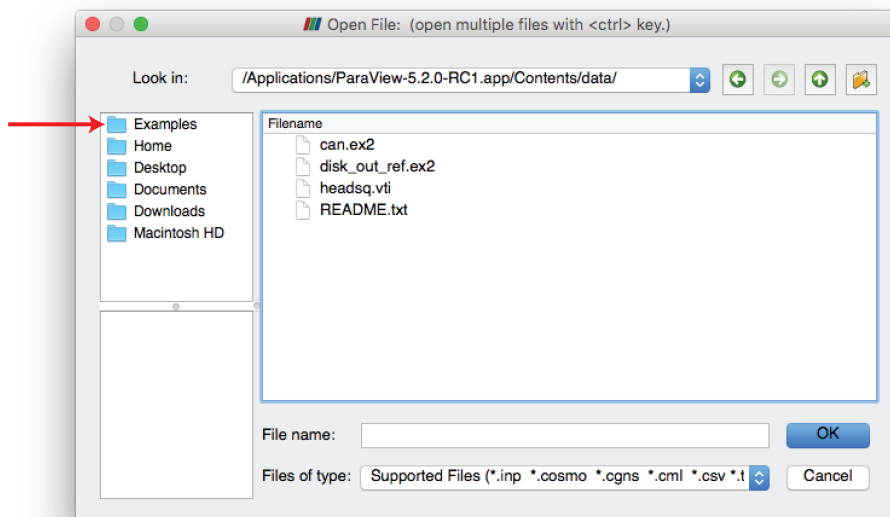 Open File: (open multiple files with <ctrl> key.)
Look in:
/Applications/ParaView-5.2.0-RC1.app/Contents/data/
Examples
Home
Desktop
Documents
Downloads
Macintosh HD
Filename
can.ex2
disk_out_ref.ex2
headsq.vti
README.txt
File name:
OK
Files of type:
Supported Files (*.inp *.cosmo *.cgns *.cml *.csv *.t
Cancel